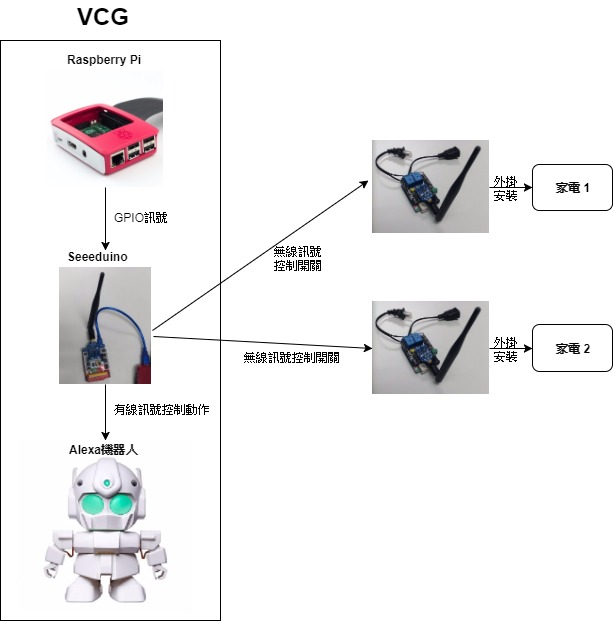 VCG
Raspberry Pi
GPIO訊號
Seeeduino
無線訊號
控制開關
無線訊號控制開關
外掛
安裝
家電 1
外掛
安裝
家電 2
有線訊號控制動作
Alexa機器人